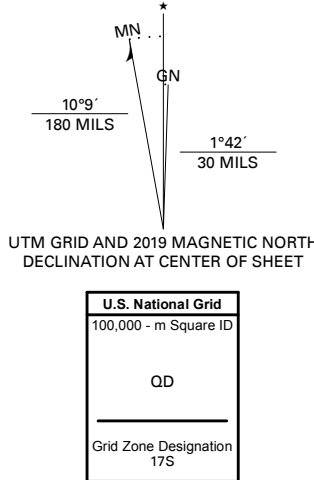 ★
MN
GN
10°9´
180 MILS
1°42´
30 MILS
UTM GRID AND 2019 MAGNETIC NORTH
DECLINATION AT CENTER OF SHEET
U.S. National Grid
100,000 - m Square ID
QD
Grid Zone Designation
17S